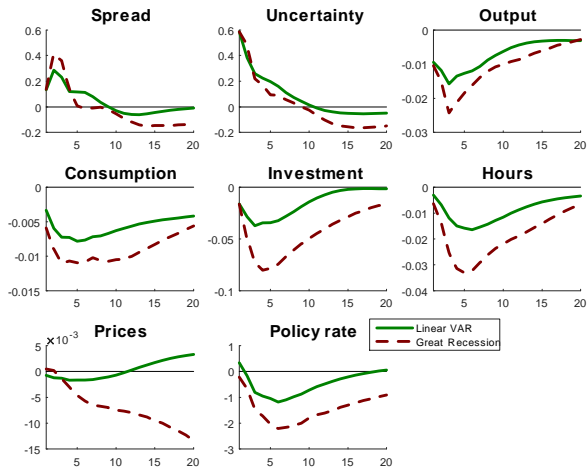 Spread Uncertainty Output
0.6 0.6 0
0.4 0.4 -0.01
0.2 0.2 -0.02
0 0 -0.03
-0.2 -0.2
5 10 15 20 5 10 15 20 5 10 15 20
Consumption Investment Hours
0 0 0
-0.005 -0.05 -0.01
-0.01 -0.1 -0.02
-0.015 -0.03
-0.04
5 10 15 20 5 10 15 20 5 10 15 20
Prices Policy rate
×10⁻³
5 1
0 0
-5 -1
-10 -2
-15 -3
5 10 15 20 5 10 15 20
Linear VAR
Great Recession